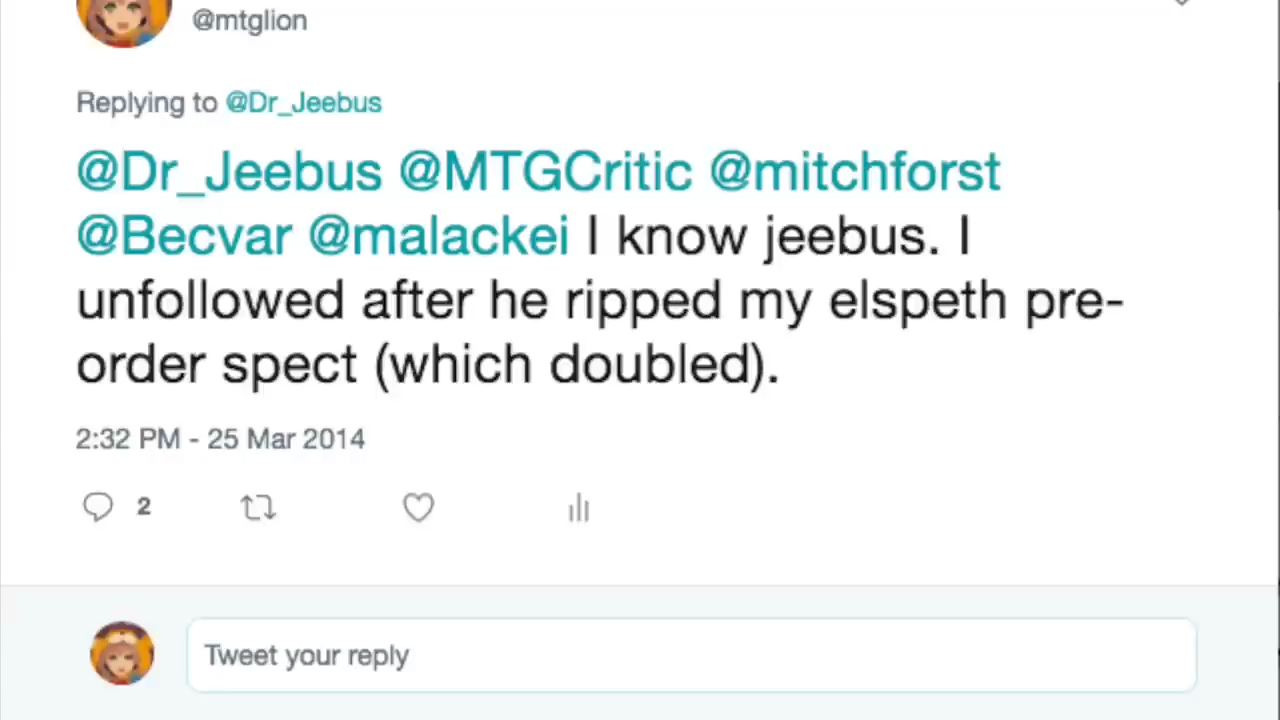 @mtglion
Replying to @Dr_Jeebus
@Dr_Jeebus @MTGCritic @mitchforst
@Becvar @malackei I know jeebus. I
unfollowed after he ripped my elspeth pre-
order spect (which doubled).
2:32 PM - 25 Mar 2014
2
Tweet your reply